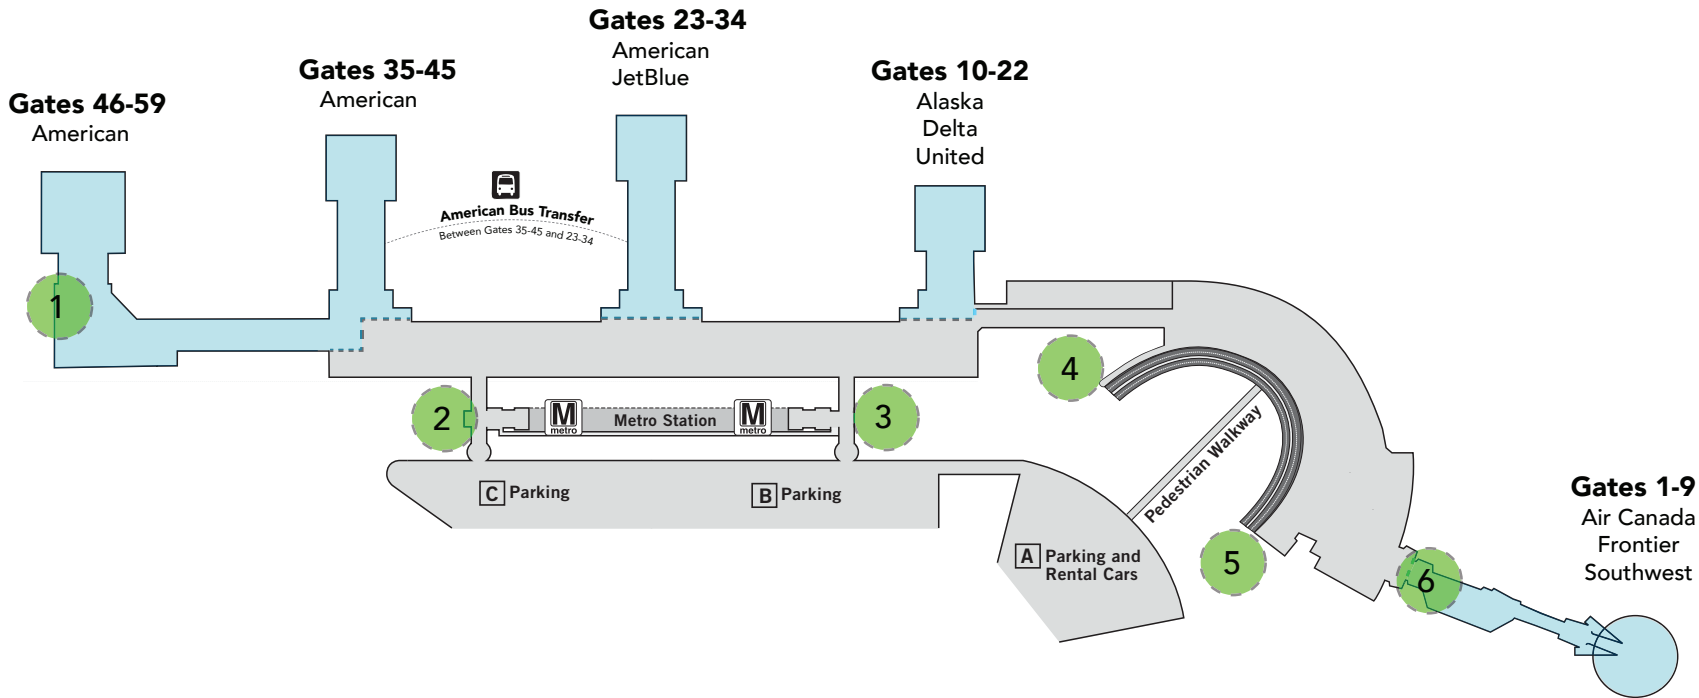 Gates 23-34
American
JetBlue
Gates 35-45
American
Gates 10-22
Alaska
Delta
United
Gates 46-59
American
American Bus Transfer
Between Gates 35-45 and 23-34
1
2
3
4
5
6
M
metro
Metro Station
M
metro
Pedestrian Walkway
C Parking
B Parking
A Parking and
Rental Cars
Gates 1-9
Air Canada
Frontier
Southwest